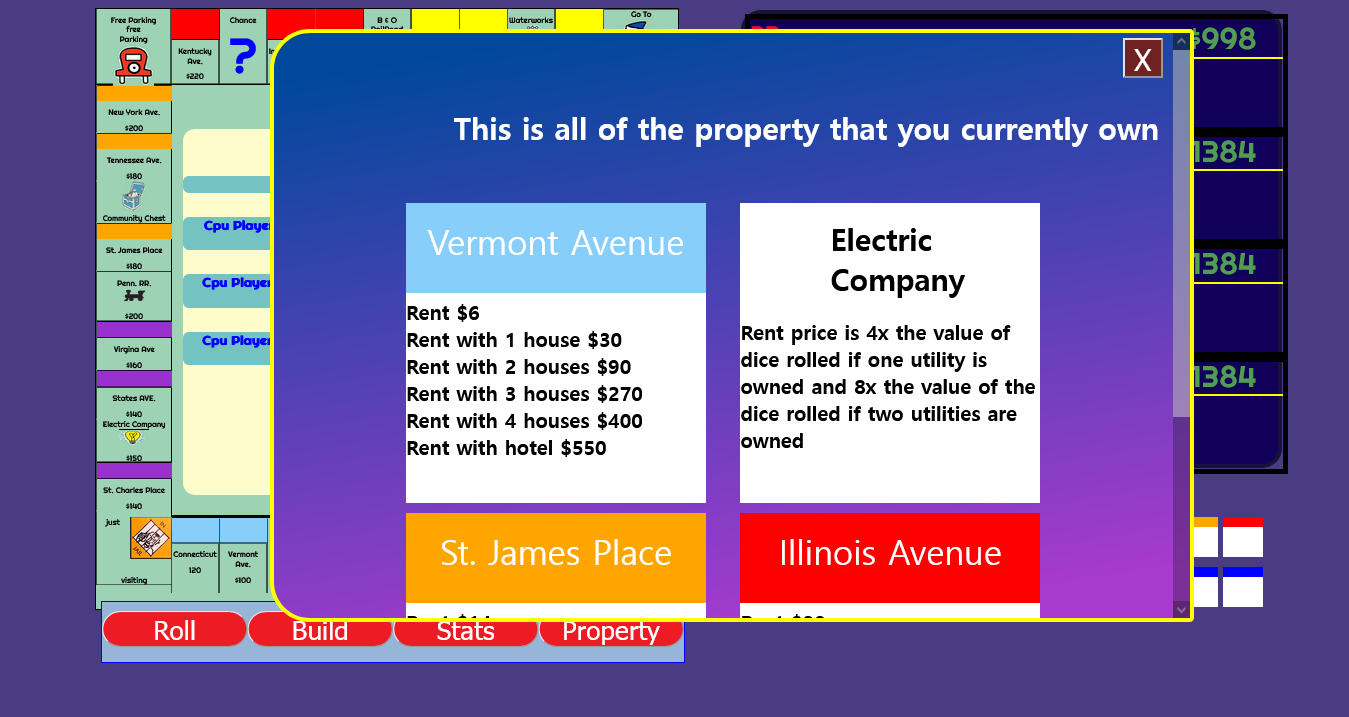 Free Parking
free
Parking
Kentucky
Ave.
$220
Chance
?
B & O
Waterworks
Go To
$998
X
This is all of the property that you currently own
New York Ave.
$200
Tennessee Ave.
$180
Community Chest
St. James Place
$180
Penn. RR.
$200
Virgina Ave
$160
States AVE.
$140
Electric Company
$150
St. Charles Place
$140
just
IN
JAIL
visiting
Connecticut
120
Vermont
Ave.
$100
Cpu Player
Cpu Player
Cpu Player
1384
1384
1384
Vermont Avenue
Rent $6
Rent with 1 house $30
Rent with 2 houses $90
Rent with 3 houses $270
Rent with 4 houses $400
Rent with hotel $550
Electric
Company
Rent price is 4x the value of
dice rolled if one utility is
owned and 8x the value of the
dice rolled if two utilities are
owned
St. James Place
Illinois Avenue
Roll
Build
Stats
Property